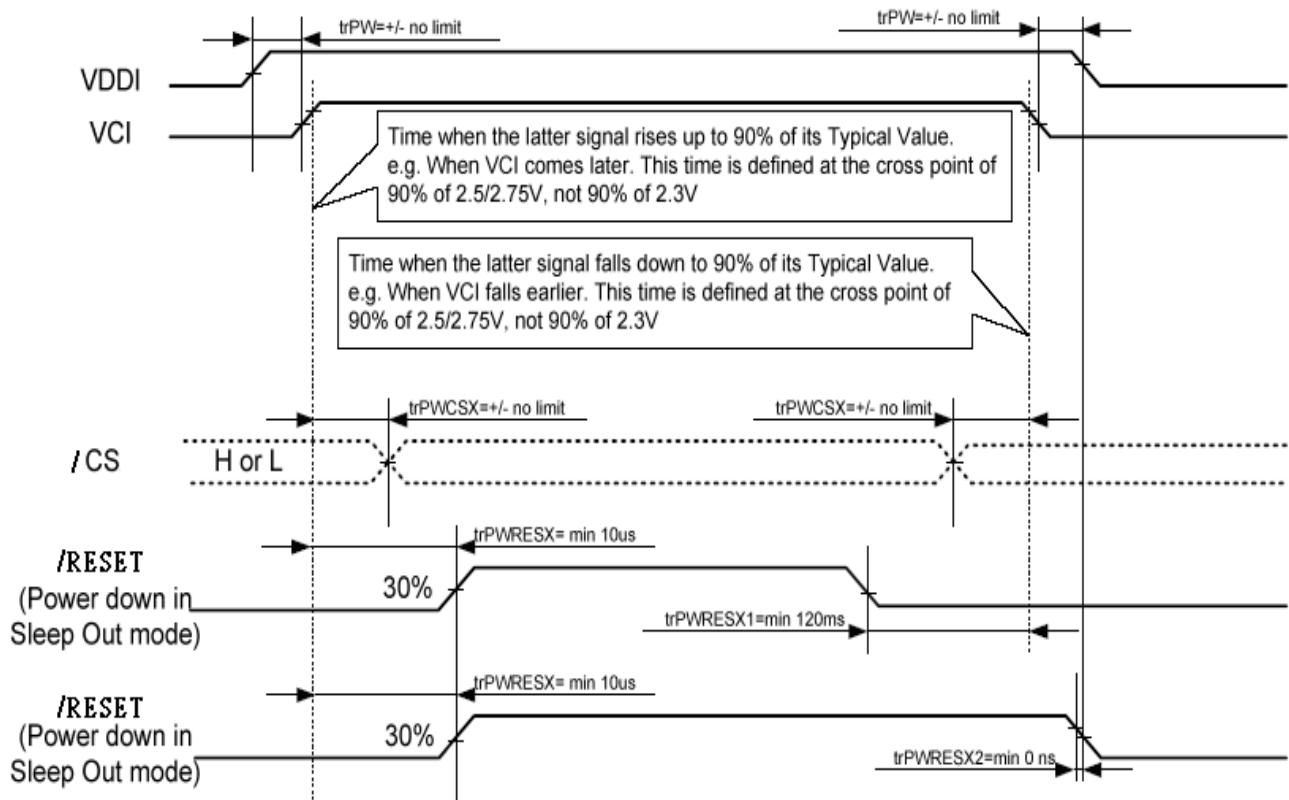 trPW=+/- no limit
trPW=+/- no limit
VDDI
VCI
Time when the latter signal rises up to 90% of its Typical Value.
e.g. When VCI comes later. This time is defined at the cross point of
90% of 2.5/2.75V, not 90% of 2.3V
Time when the latter signal falls down to 90% of its Typical Value.
e.g. When VCI falls earlier. This time is defined at the cross point of
90% of 2.5/2.75V, not 90% of 2.3V
trPWCSX=+/- no limit
trPWCSX=+/- no limit
/ CS
H or L
trPWRESX= min 10us
/RESET
(Power down in
Sleep Out mode)
30%
trPWRESX1=min 120ms
trPWRESX= min 10us
/RESET
(Power down in
Sleep Out mode)
30%
trPWRESX2=min 0 ns